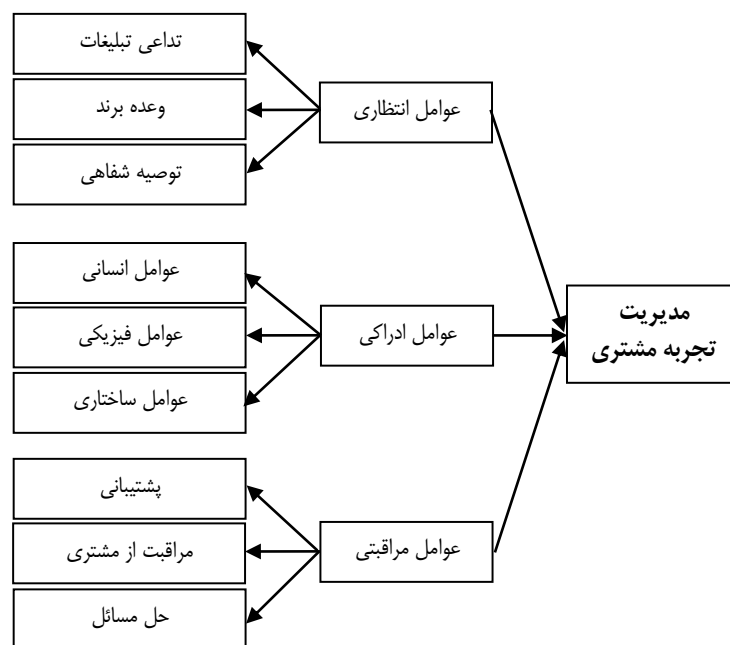 تداعی تبلیغات
وعده برند
توصیه شفاهی
عوامل انتظاری
عوامل انسانی
عوامل فیزیکی
عوامل ساختاری
عوامل ادراکی
مدیریت
تجربه مشتری
پشتیبانی
مراقبت از مشتری
حل مسائل
عوامل مراقبتی